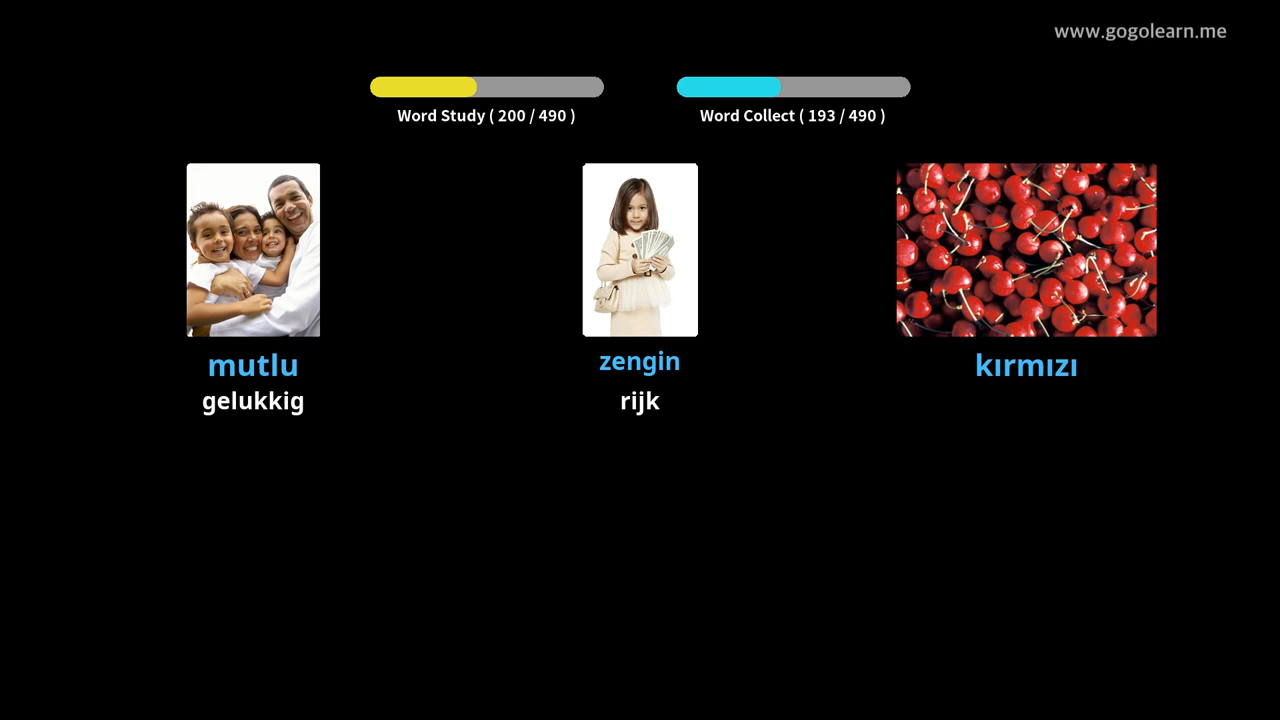 www.gogolearn.me
Word Study ( 200 / 490 )
Word Collect ( 193 / 490 )
mutlu
gelukkig
zengin
rijk
kırmızı